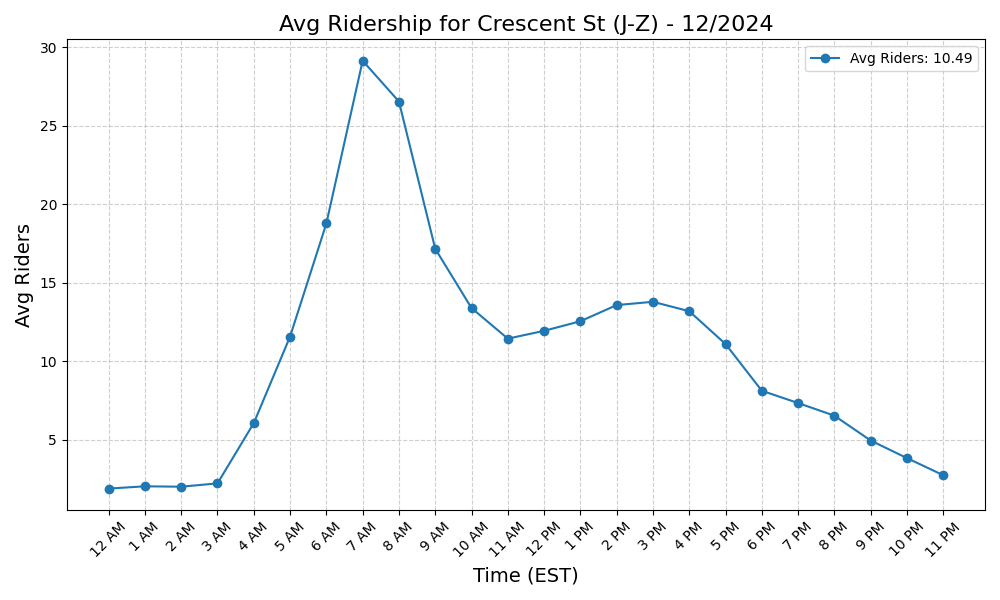 Avg Ridership for Crescent St (J-Z) - 12/2024
Avg Riders: 10.49
Avg Riders
30
25
20
15
10
5
12 AM
1 AM
2 AM
3 AM
4 AM
5 AM
6 AM
7 AM
8 AM
9 AM
10 AM
11 AM
12 PM
1 PM
2 PM
3 PM
4 PM
5 PM
6 PM
7 PM
8 PM
9 PM
10 PM
11 PM
Time (EST)